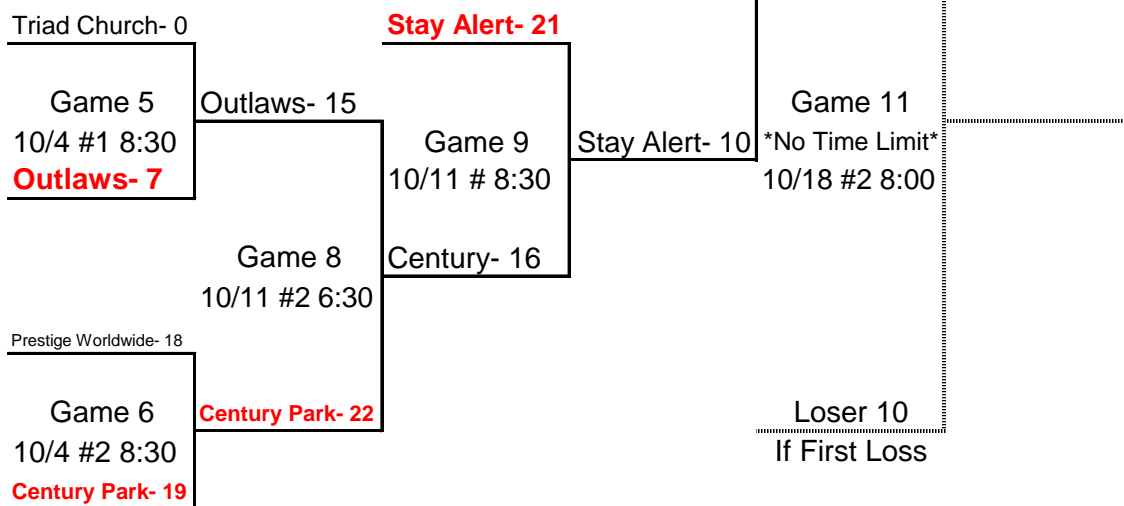 Triad Church- 0
Stay Alert- 21
Game 5
Outlaws- 15
Game 11
10/4 #1 8:30
Game 9
Stay Alert- 10
*No Time Limit*
Outlaws- 7
10/11 # 8:30
10/18 #2 8:00
Game 8
Century- 16
10/11 #2 6:30
Prestige Worldwide- 18
Game 6
Century Park- 22
Loser 10
10/4 #2 8:30
If First Loss
Century Park- 19